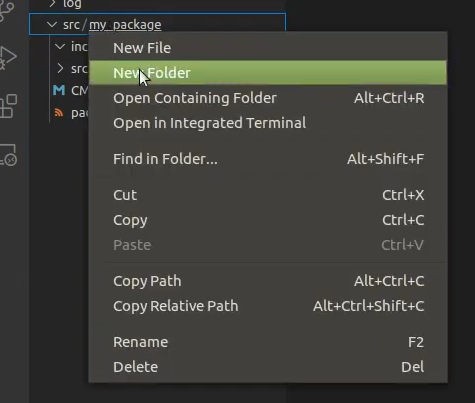 log
src/my_package
inc
New File
src
New Folder
CM
Open Containing Folder Alt+Ctrl+R
pac
Open in Integrated Terminal
Find in Folder... Alt+Shift+F
Cut Ctrl+X
Copy Ctrl+C
Paste Ctrl+V
Copy Path Alt+Ctrl+C
Copy Relative Path Alt+Ctrl+Shift+C
Rename F2
Delete Del